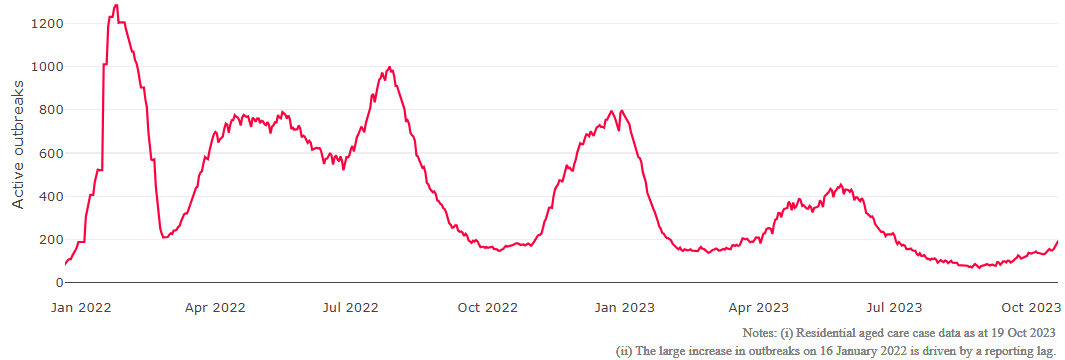 Active outbreaks
1200
1000
800
600
400
200
0
Jan 2022 Apr 2022 Jul 2022 Oct 2022 Jan 2023 Apr 2023 Jul 2023 Oct 2023
Notes: (i) Residential aged care case data as at 19 Oct 2023
(ii) The large increase in outbreaks on 16 January 2022 is driven by a reporting lag.